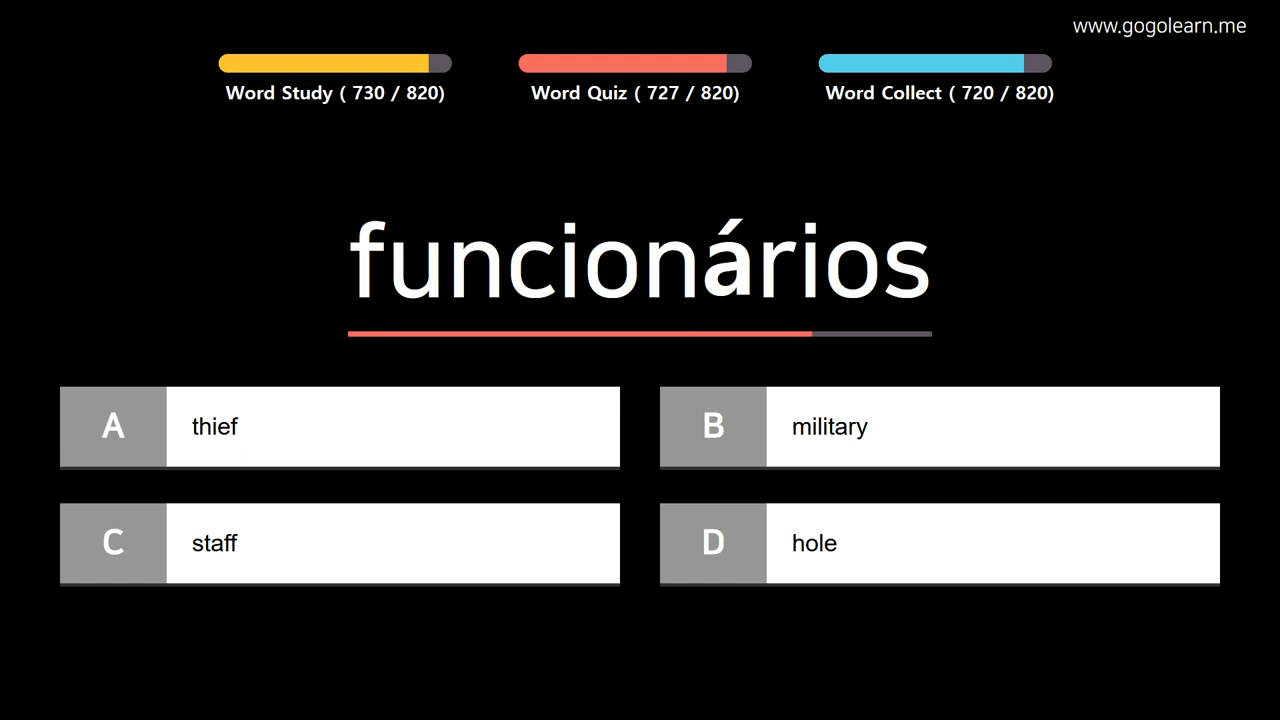 www.gogolearn.me
Word Study ( 730 / 820)
Word Quiz ( 727 / 820)
Word Collect ( 720 / 820)
funcionários
A thief
B military
C staff
D hole